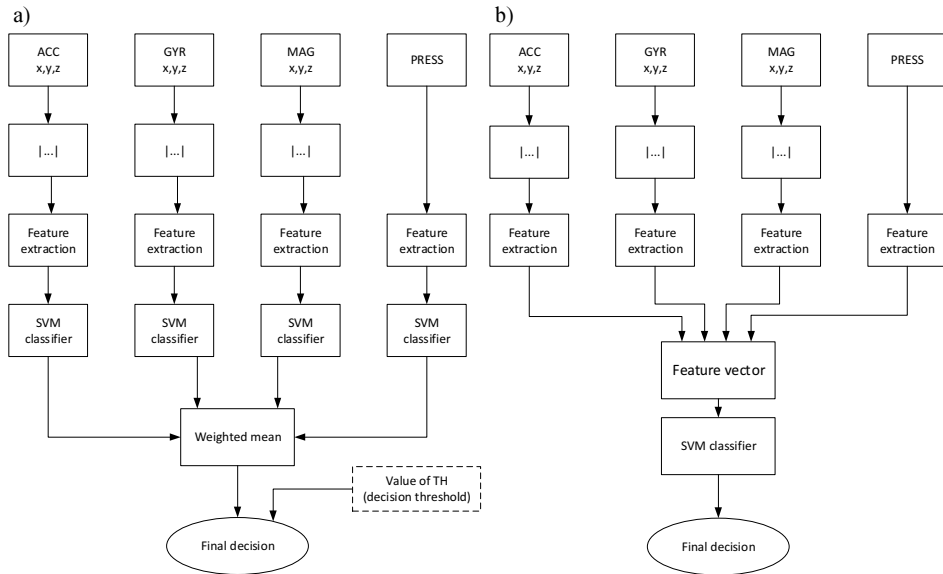 a)
ACC
x,y,z
GYR
x,y,z
MAG
x,y,z
PRESS
|...|
|...|
|...|
Feature
extraction
Feature
extraction
Feature
extraction
Feature
extraction
SVM
classifier
SVM
classifier
SVM
classifier
SVM
classifier
Weighted mean
Value of TH
(decision threshold)
Final decision
b)
ACC
x,y,z
GYR
x,y,z
MAG
x,y,z
PRESS
|...|
|...|
|...|
Feature
extraction
Feature
extraction
Feature
extraction
Feature
extraction
Feature vector
SVM classifier
Final decision